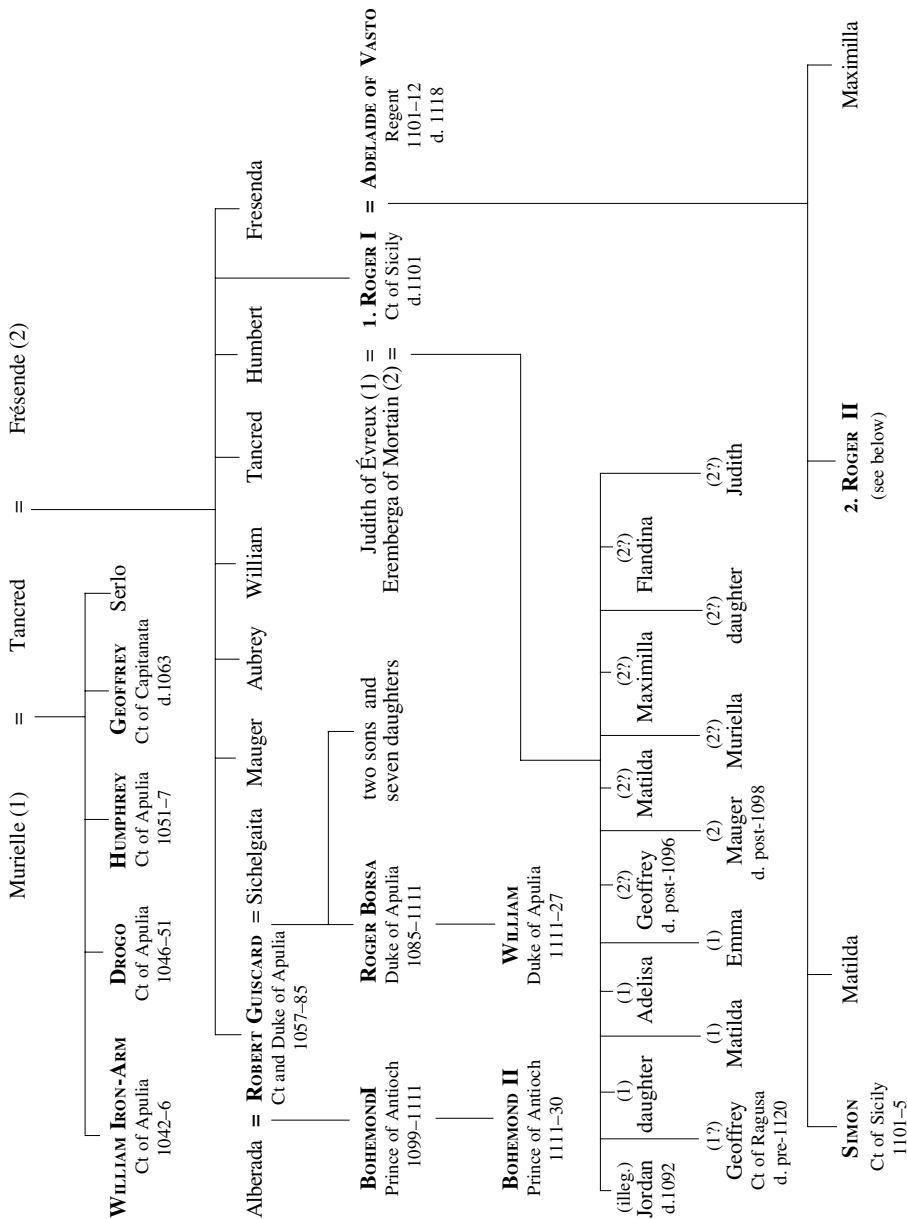 Murielle (1) = Tancred = Frésende (2)
WILLIAM IRON-ARM
Ct of Apulia
1042–6
DROGO
Ct of Apulia
1046–51
HUMPHREY
Ct of Apulia
1051–7
GEOFFREY
Ct of Capitanata
d.1063
Serlo
Alberada = ROBERT GUISCARD = Sichelgaita
Ct and Duke of Apulia
1057–85
Mauger
Aubrey
William
Tancred
Humbert
Fresenda
BOHEMONDI
Prince of Antioch
1099–1111
ROGER BORSA
Duke of Apulia
1085–1111
two sons and
seven daughters
Judith of Évreux (1) = 1. ROGER I = ADELAIDE OF VASTO
Eremberga of Mortain (2) =
Ct of Sicily
d.1101
Regent
1101–12
d. 1118
BOHEMOND II
Prince of Antioch
1111–30
WILLIAM
Duke of Apulia
1111–27
(illeg.)
Jordan
d.1092
(1)
daughter
(1)
Adelisa
(2?)
Geoffrey
d. post-1096
(2?)
Matilda
(2?)
Maximilla
(2?)
Flandina
(1?)
Geoffrey
Ct of Ragusa
d. pre-1120
(1)
Matilda
(1)
Emma
(2)
Mauger
d. post-1098
(2?)
Muriella
(2?)
daughter
(2?)
Judith
SIMON
Ct of Sicily
1101–5
Matilda
2. ROGER II
(see below)
Maximilla